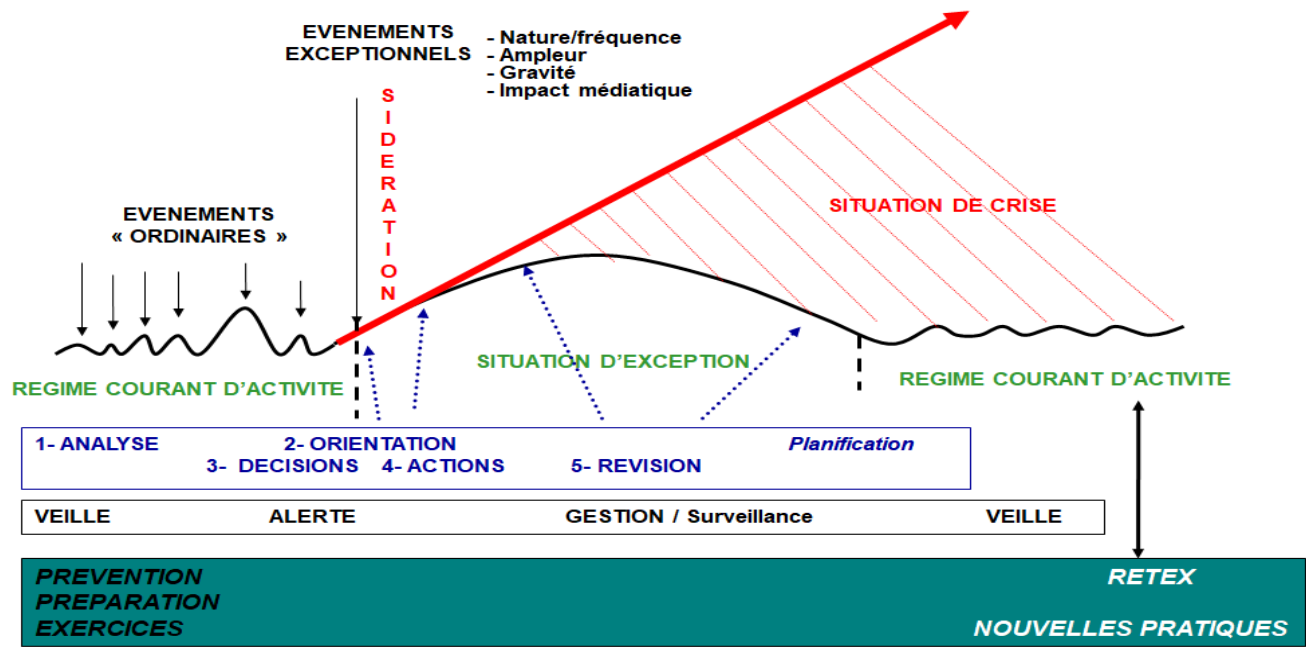 EVENEMENTS
EXCEPTIONNELS
- Nature/fréquence
- Ampleur
- Gravité
- Impact médiatique
SIDERATION
EVENEMENTS
« ORDINAIRES »
SITUATION DE CRISE
SITUATION D'EXCEPTION
REGIME COURANT D'ACTIVITE
REGIME COURANT D'ACTIVITE
1- ANALYSE 2- ORIENTATION Planification
3- DECISIONS 4- ACTIONS 5- REVISION
VEILLE ALERTE GESTION / Surveillance VEILLE
PREVENTION RETEX
PREPARATION
EXERCICES NOUVELLES PRATIQUES